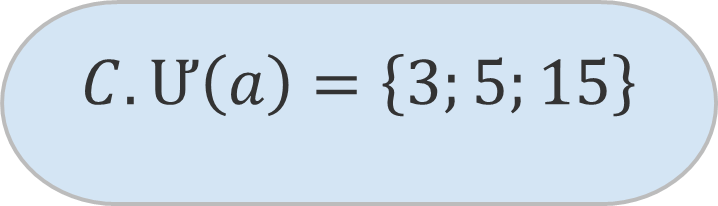 C. Ư(a) = {3; 5; 15}